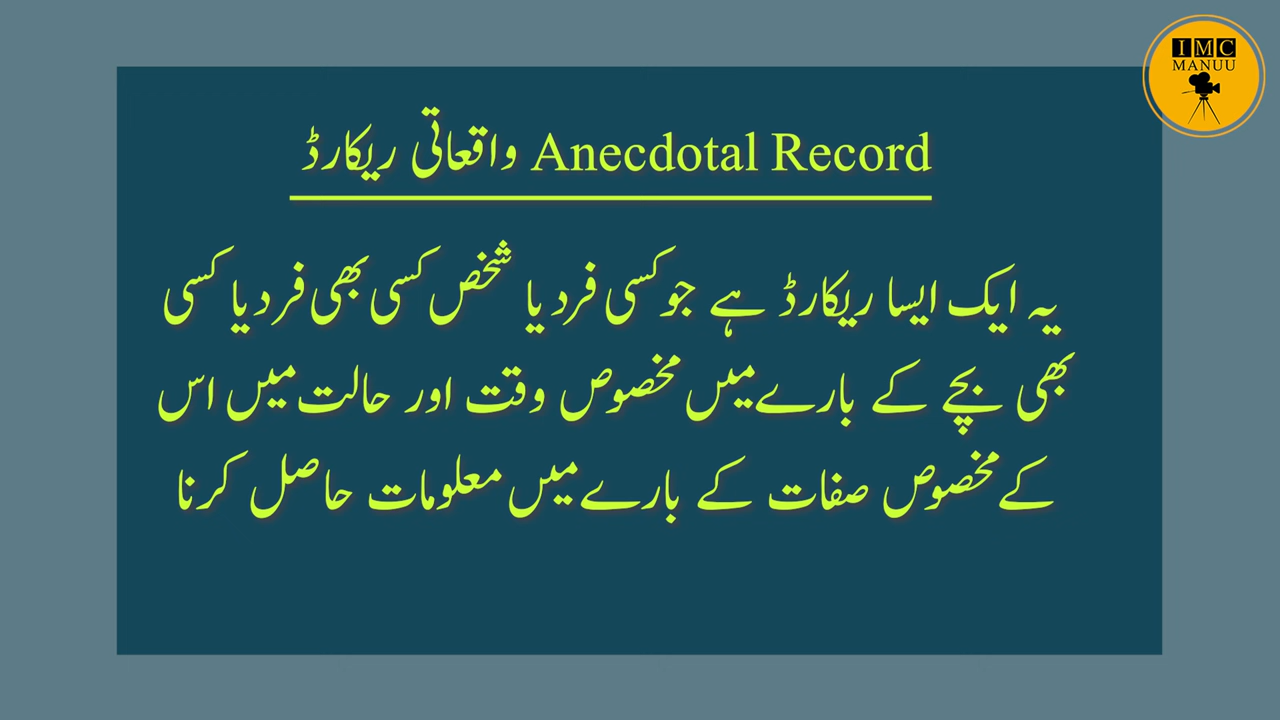 Anecdotal Record واقعاتی ریکارڈ
یہ ایک ایسا ریکارڈ ہے جو کسی فرد یا شخص کسی بھی فرد یا کسی
بھی بچے کے بارے میں مخصوص وقت اور حالت میں اس
کے مخصوص صفات کے بارے میں معلومات حاصل کرنا
IMC
MANUU